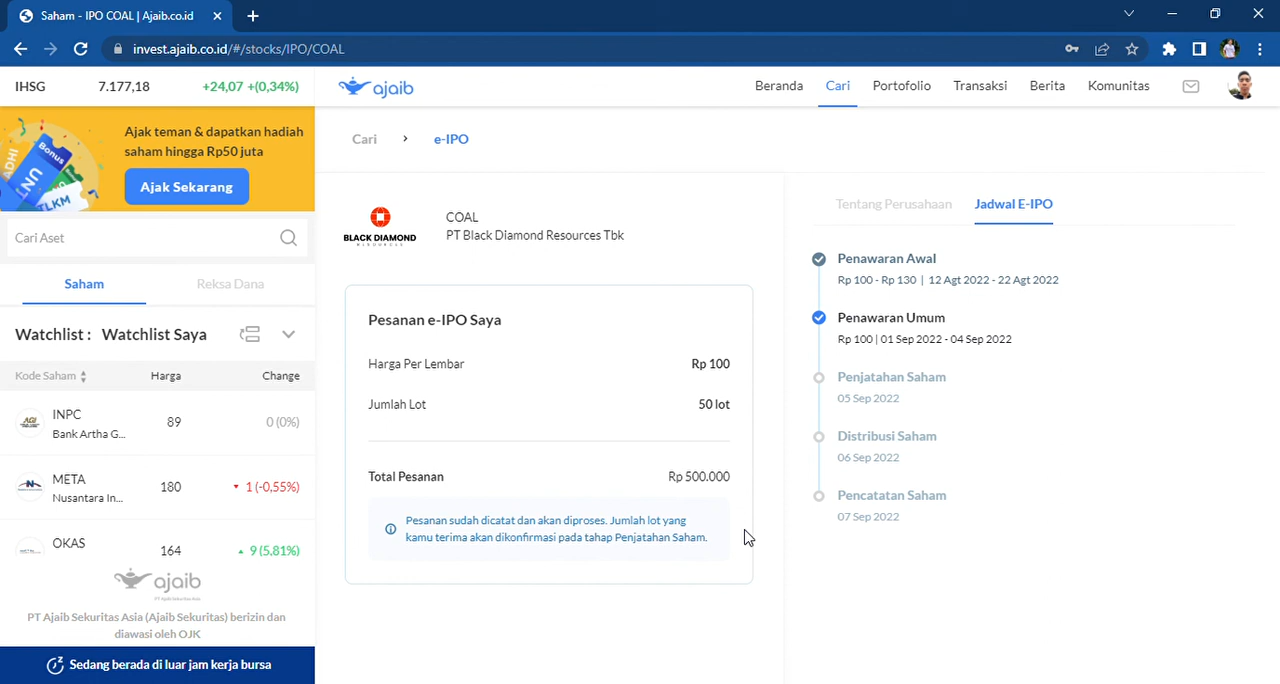 Saham - IPO COAL | Ajaib.co.id
invest.ajaib.co.id/#/stocks/IPO/COAL
IHSG 7.177,18 +24,07 +(0,34%)
ajaib
Beranda Cari Portofolio Transaksi Berita Komunitas
Ajak teman & dapatkan hadiah
saham hingga Rp50 juta
Ajak Sekarang
Bonus
ADHI
UNT
TLKM
Cari Aset
Saham Reksa Dana
Watchlist : Watchlist Saya
Kode Saham Harga Change
INPC
Bank Artha G...
89 0 (0%)
META
Nusantara In...
180 1 (-0,55%)
OKAS
164 9 (5,81%)
ajaib
PT Ajaib Sekuritas Asia
PT Ajaib Sekuritas Asia (Ajaib Sekuritas) berizin dan
diawasi oleh OJK
Sedang berada di luar jam kerja bursa
Cari > e-IPO
BLACK DIAMOND
RESOURCES
COAL
PT Black Diamond Resources Tbk
Pesanan e-IPO Saya
Harga Per Lembar Rp 100
Jumlah Lot 50 lot
Total Pesanan Rp 500.000
Pesanan sudah dicatat dan akan diproses. Jumlah lot yang
kamu terima akan dikonfirmasi pada tahap Penjatahan Saham.
Tentang Perusahaan Jadwal E-IPO
Penawaran Awal
Rp 100 - Rp 130 | 12 Agt 2022 - 22 Agt 2022
Penawaran Umum
Rp 100 | 01 Sep 2022 - 04 Sep 2022
Penjatahan Saham
05 Sep 2022
Distribusi Saham
06 Sep 2022
Pencatatan Saham
07 Sep 2022